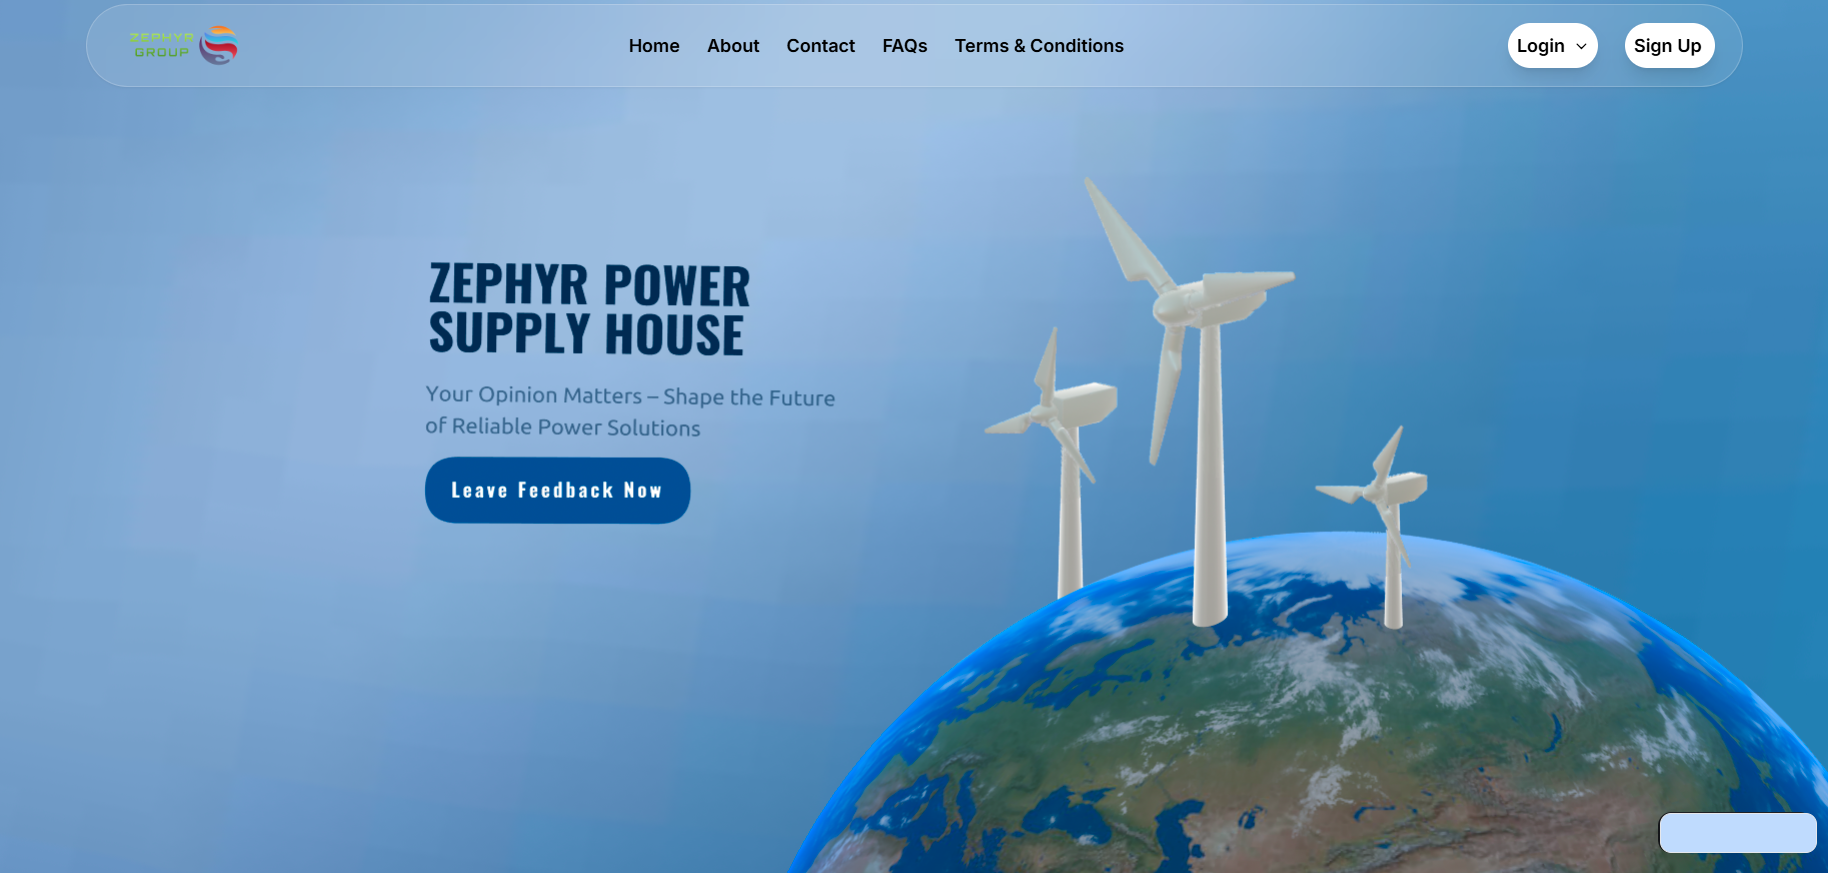 ZEPHYR
GROUP
Home About Contact FAQs Terms & Conditions
Login
Sign Up
ZEPHYR POWER
SUPPLY HOUSE
Your Opinion Matters – Shape the Future
of Reliable Power Solutions
Leave Feedback Now